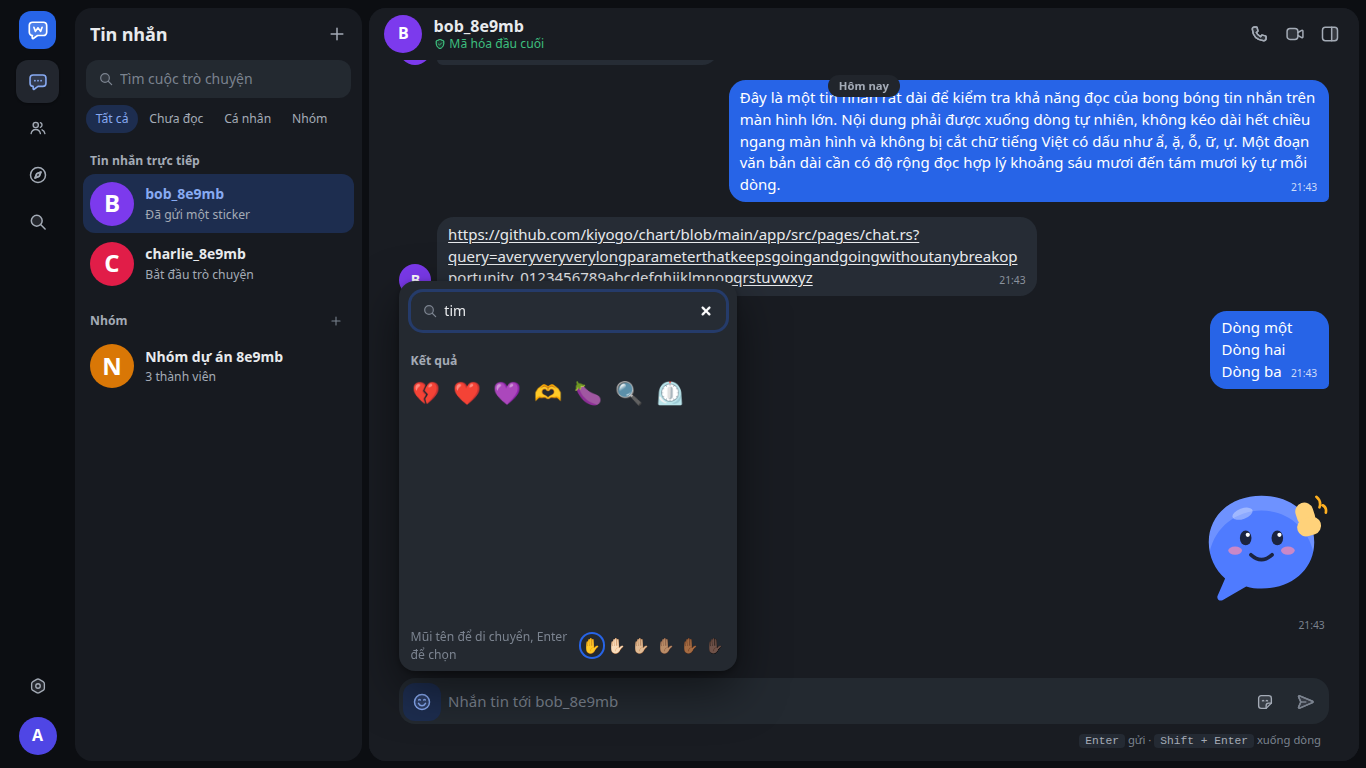 Tin nhắn
Tìm cuộc trò chuyện
Tất cả
Chưa đọc
Cá nhân
Nhóm
Tin nhắn trực tiếp
B
bob_8e9mb
Đã gửi một sticker
C
charlie_8e9mb
Bắt đầu trò chuyện
Nhóm
N
Nhóm dự án 8e9mb
3 thành viên
A
B
bob_8e9mb
Mã hóa đầu cuối
Hôm nay
Đây là một tin nhắn rất dài để kiểm tra khả năng đọc của bong bóng tin nhắn trên
màn hình lớn. Nội dung phải được xuống dòng tự nhiên, không kéo dài hết chiều
ngang màn hình và không bị cắt chữ tiếng Việt có dấu như ẩ, ặ, ỗ, ữ, ự. Một đoạn
văn bản dài cần có độ rộng đọc hợp lý khoảng sáu mươi đến tám mươi ký tự mỗi
dòng.
21:43
https://github.com/kiyogo/chart/blob/main/app/src/pages/chat.rs?
query=averyveryverylongparameterthatkeepsgoingandgoingwithoutanybreakop
portunity_0123456789abcdefghijklmnopqrstuvwxyz
21:43
B
Dòng một
Dòng hai
Dòng ba
21:43
tim
Kết quả
Mũi tên để di chuyển, Enter
để chọn
21:43
Nhắn tin tới bob_8e9mb
Enter gửi · Shift + Enter xuống dòng